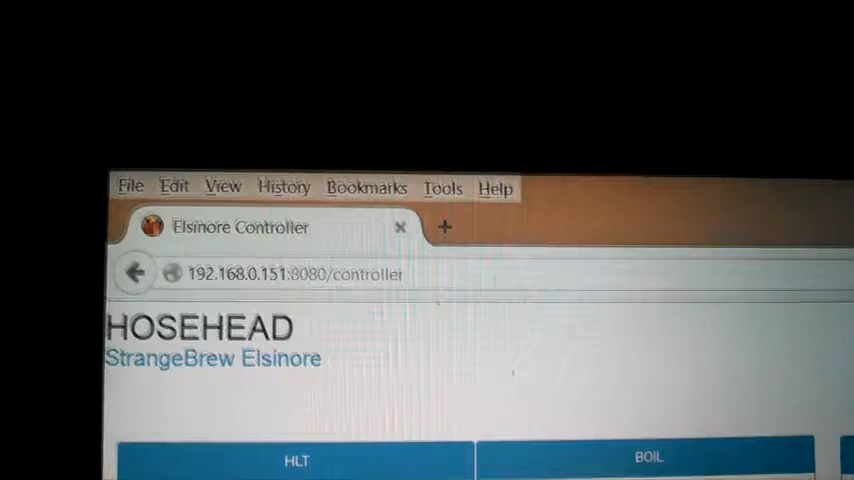 File Edit View History Bookmarks Tools Help
Elsinore Controller
192.168.0.151:8080/controller
HOSEHEAD
StrangeBrew Elsinore
HLT BOIL